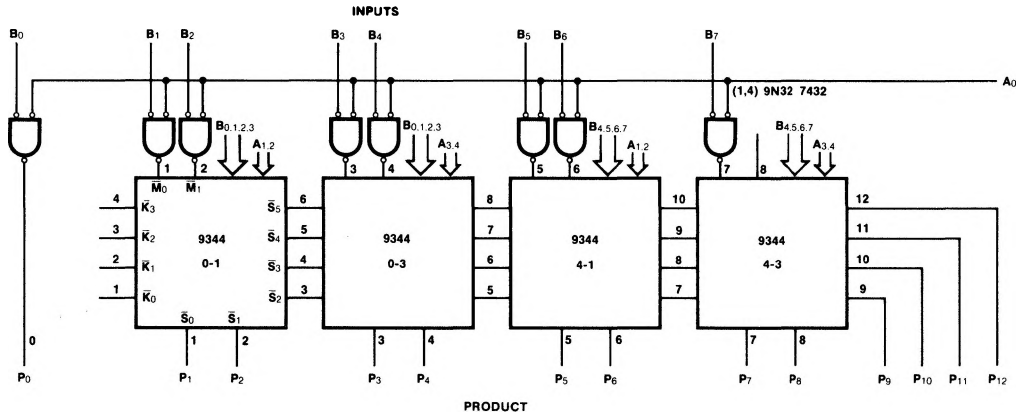 INPUTS
B0 B1 B2 B3 B4 B5 B6 B7
A0
(1,4) 9N32 7432
B0.1.2.3 A1.2 B0.1.2.3 A3.4 B4.5.6.7 A1.2 B4.5.6.7 A3.4
1 2 3 4 5 6 7 8
M̅0 M̅1
4 K̅3 S̅5 6 8 10 12
3 K̅2 9344 S̅4 5 9344 7 9344 9 9344 11
2 K̅1 0-1 S̅3 4 0-3 6 4-1 8 4-3 10
1 K̅0 S̅2 3 5 7 9
S̅0 S̅1
0 1 2 3 4 5 6 7 8
P0 P1 P2 P3 P4 P5 P6 P7 P8 P9 P10 P11 P12
PRODUCT